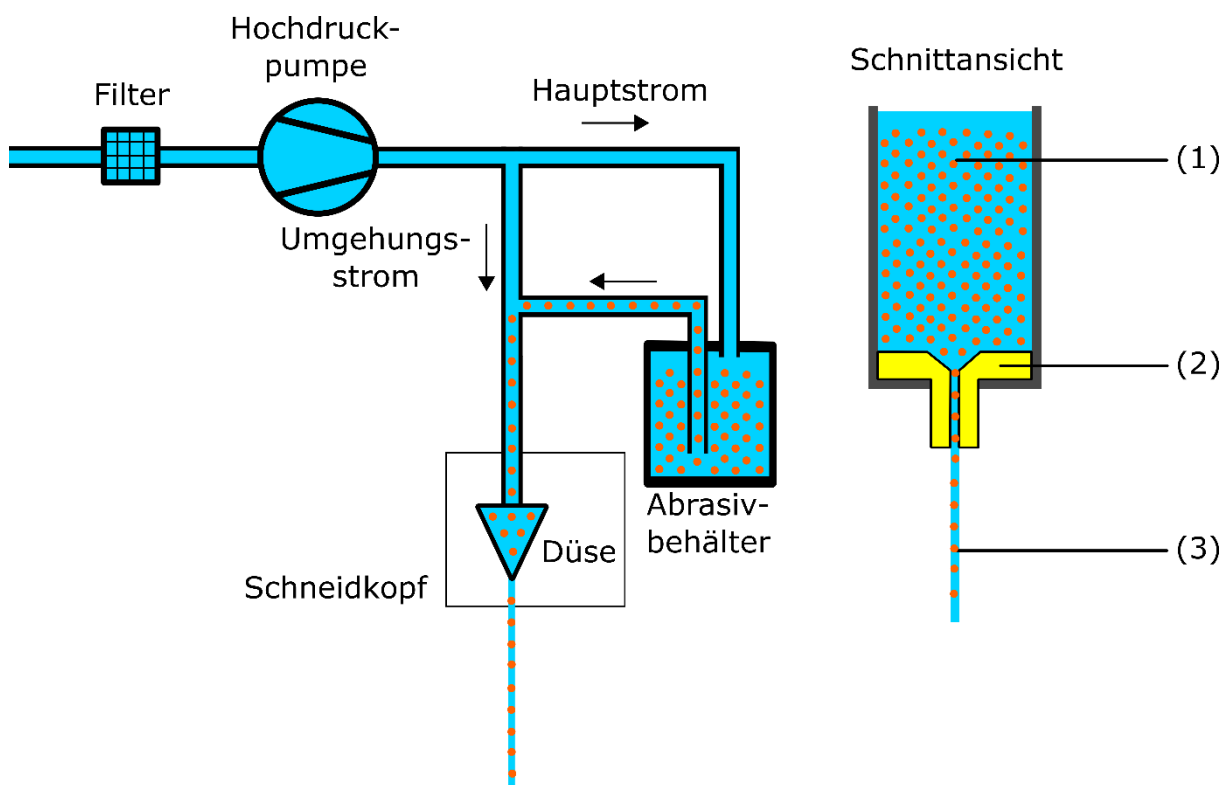 Hochdruck-
pumpe
Filter
Hauptstrom
Umgehungs-
strom
Abrasiv-
behälter
Düse
Schneidkopf
Schnittansicht
(1)
(2)
(3)